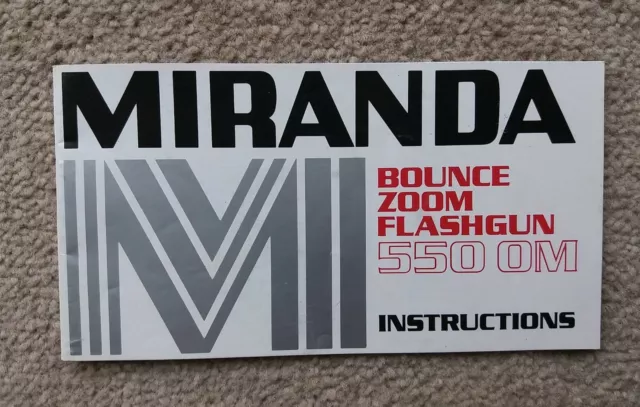 MIRANDA
M
BOUNCE
ZOOM
FLASHGUN
550 OM
INSTRUCTIONS